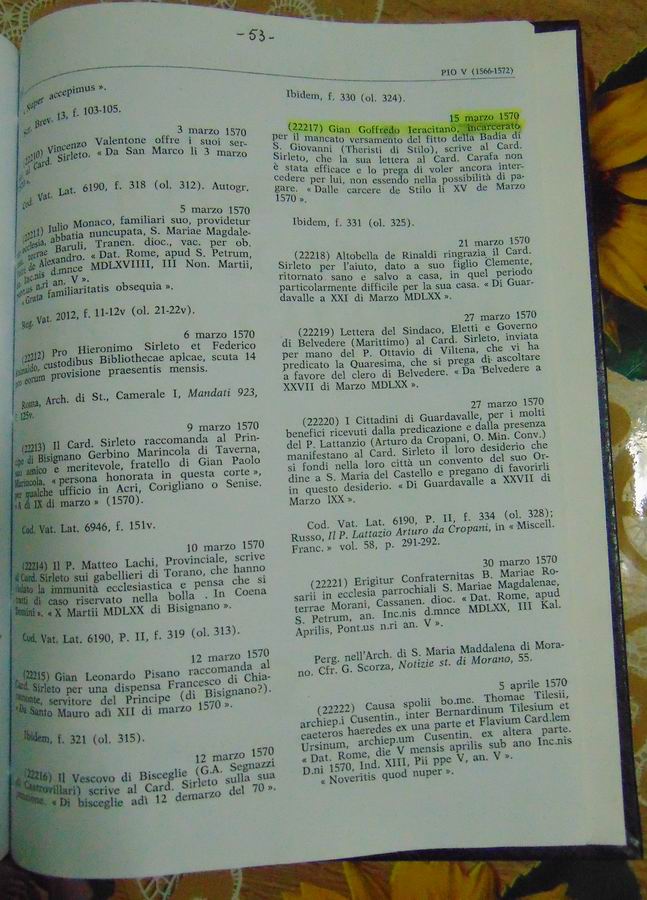 -53-
PIO V (1566-1572)
Super accepimus ».
Brev. 13, f. 103-105.
3 marzo 1570
Vincenzo Valentone offre i suoi ser-
al Card. Sirleto. « Da San Marco li 3 marzo
Cod. Vat. Lat. 6190, f. 318 (ol. 312). Autogr.
5 marzo 1570
(22211) Iulio Monaco, familiari suo, providetur
ecclesia, abbatia nuncupata, S. Mariae Magdale-
terrae Baruli, Tranen. dioc., vac. per ob.
de Alexandro. « Dat. Rome, apud S. Petrum,
Inc.nis d.mnce MDLXVIIII, III Non. Martii,
n.ri an. V ».
« Grata familiaritatis obsequia ».
Reg. Vat. 2012, f. 11-12v (ol. 21-22v).
6 marzo 1570
(22212) Pro Hieronimo Sirleto et Federico
custodibus Bibliothecae aplcae, scuta 14
eorum provisione praesentis mensis.
Roma, Arch. di St., Camerale I, Mandati 923,
125v.
9 marzo 1570
(22213) Il Card. Sirleto raccomanda al Prin-
cipe di Bisignano Gerbino Marincola di Taverna,
suo amico e meritevole, fratello di Gian Paolo
Marincola, « persona honorata in questa corte »,
per qualche ufficio in Acri, Corigliano o Senise.
«A dì IX di marzo » (1570).
Cod. Vat. Lat. 6946, f. 151v.
10 marzo 1570
(22214) Il P. Matteo Lachi, Provinciale, scrive
al Card. Sirleto sui gabellieri di Torano, che hanno
violato la immunità ecclesiastica e pensa che si
tratti di caso riservato nella bolla . In Coena
Domini ». « X Martii MDLXX di Bisignano ».
Cod. Vat. Lat. 6190, P. II, f. 319 (ol. 313).
12 marzo 1570
(22215) Gian Leonardo Pisano raccomanda al
Card. Sirleto per una dispensa Francesco di Chia-
ramonte, servitore del Principe (di Bisignano?).
«Da Santo Mauro adì XII di marzo 1570 ».
Ibidem, f. 321 (ol. 315).
12 marzo 1570
(22216) Il Vescovo di Bisceglie (G.A. Segnazzi
di Castrovillari) scrive al Card. Sirleto sulla sua
pensione. « Di bisceglie adì 12 demarzo del 70 ».
Ibidem, f. 330 (ol. 324).
15 marzo 1570
(22217) Gian Goffredo Ieracitano, incarcerato
per il mancato versamento del fitto della Badia di
S. Giovanni (Theristi di Stilo), scrive al Card.
Sirleto, che la sua lettera al Card. Carafa non
è stata efficace e lo prega di voler ancora inter-
cedere per lui, non essendo nella possibilità di pa-
gare. « Dalle carcere de Stilo li XV de Marzo
1570 ».
Ibidem, f. 331 (ol. 325).
21 marzo 1570
(22218) Altobella de Rinaldi ringrazia il Card.
Sirleto per l'aiuto, dato a suo figlio Clemente,
ritornato sano e salvo a casa, in quel periodo
particolarmente difficile per la sua casa. « Di Guar-
davalle a XXI di Marzo MDLXX ».
27 marzo 1570
(22219) Lettera del Sindaco, Eletti e Governo
di Belvedere (Marittimo) al Card. Sirleto, inviata
per mano del P. Ottavio di Viltena, che vi ha
predicato la Quaresima, che si prega di ascoltare
a favore del clero di Belvedere. « Da Belvedere a
XXVII di Marzo MDLXX ».
27 marzo 1570
(22220) I Cittadini di Guardavalle, per i molti
benefici ricevuti dalla predicazione e dalla presenza
del P. Lattanzio (Arturo da Cropani, O. Min. Conv.)
manifestano al Card. Sirleto il loro desiderio che
si fondi nella loro città un convento del suo Or-
dine a S. Maria del Castello e pregano di favorirli
in questo desiderio. « Di Guardavalle a XXVII di
Marzo lXX ».
Cod. Vat. Lat. 6190, P. II, f. 334 (ol. 328);
Russo, Il P. Lattazio Arturo da Cropani, in « Miscell.
Franc. » vol. 58, p. 291-292.
30 marzo 1570
(22221) Erigitur Confraternitas B. Mariae Ro-
sarii in ecclesia parrochiali S. Mariae Magdalenae,
terrae Morani, Cassanen. dioc. « Dat. Rome, apud
S. Petrum, an. Inc.nis d.mnce MDLXX, III Kal.
Aprilis, Pont.us n.ri an. V ».
Perg. nell'Arch. di S. Maria Maddalena di Mora-
no. Cfr. G. Scorza, Notizie st. di Morano, 55.
5 aprile 1570
(22222) Causa spolii bo.me. Thomae Tilesii,
archiep.i Cusentin., inter Bernardinum Tilesium et
caeteros haeredes ex una parte et Flavium Card.lem
Ursinum, archiep.um Cusentin. ex altera parte.
« Dat. Rome, die V mensis aprilis sub ano Inc.nis
D.ni 1570, Ind. XIII, Pii ppe V, an. V ».
« Noveritis quod nuper ».